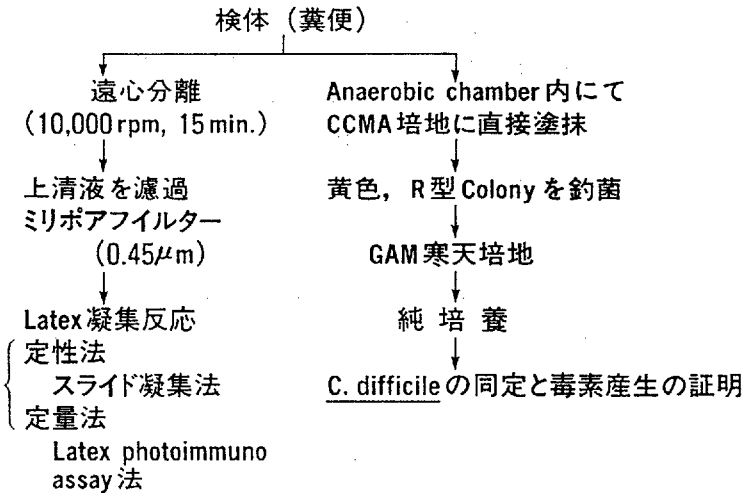 検体（糞便）
遠心分離
(10,000 rpm, 15 min.)
上清液を濾過
ミリポアフイルター
(0.45μm)
Latex凝集反応
定性法
スライド凝集法
定量法
Latex photoimmuno
assay法
Anaerobic chamber内にて
CCMA培地に直接塗抹
黄色，R型Colonyを釣菌
GAM寒天培地
純培養
C. difficileの同定と毒素産生の証明